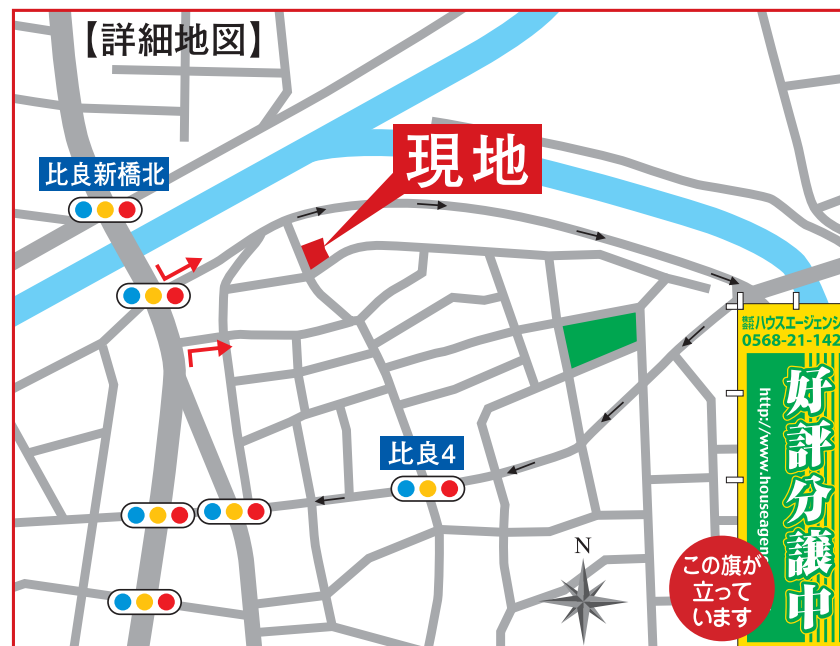 【詳細地図】
現地
比良新橋北
株式会社 ハウスエージェンシ
0568-21-142
好評分譲中
http://www.houseagen
比良4
N
この旗が
立って
います